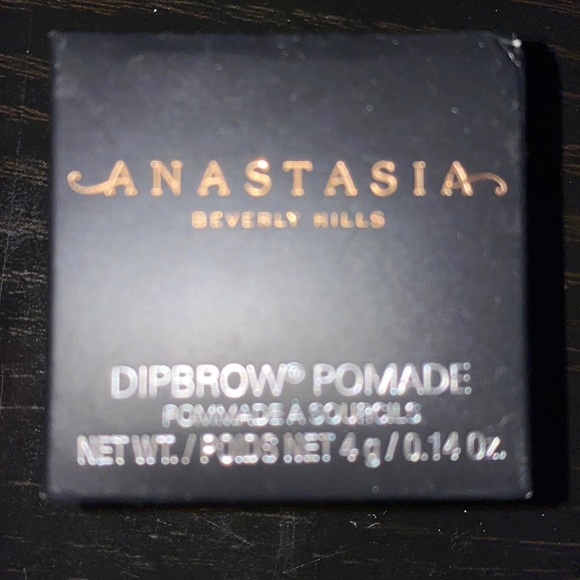 ANASTASIA
BEVERLY HILLS
DIPBROW® POMADE
POMMADE À SOURCILS
NET WT. / POIDS NET 4 g / 0.14 Oz.